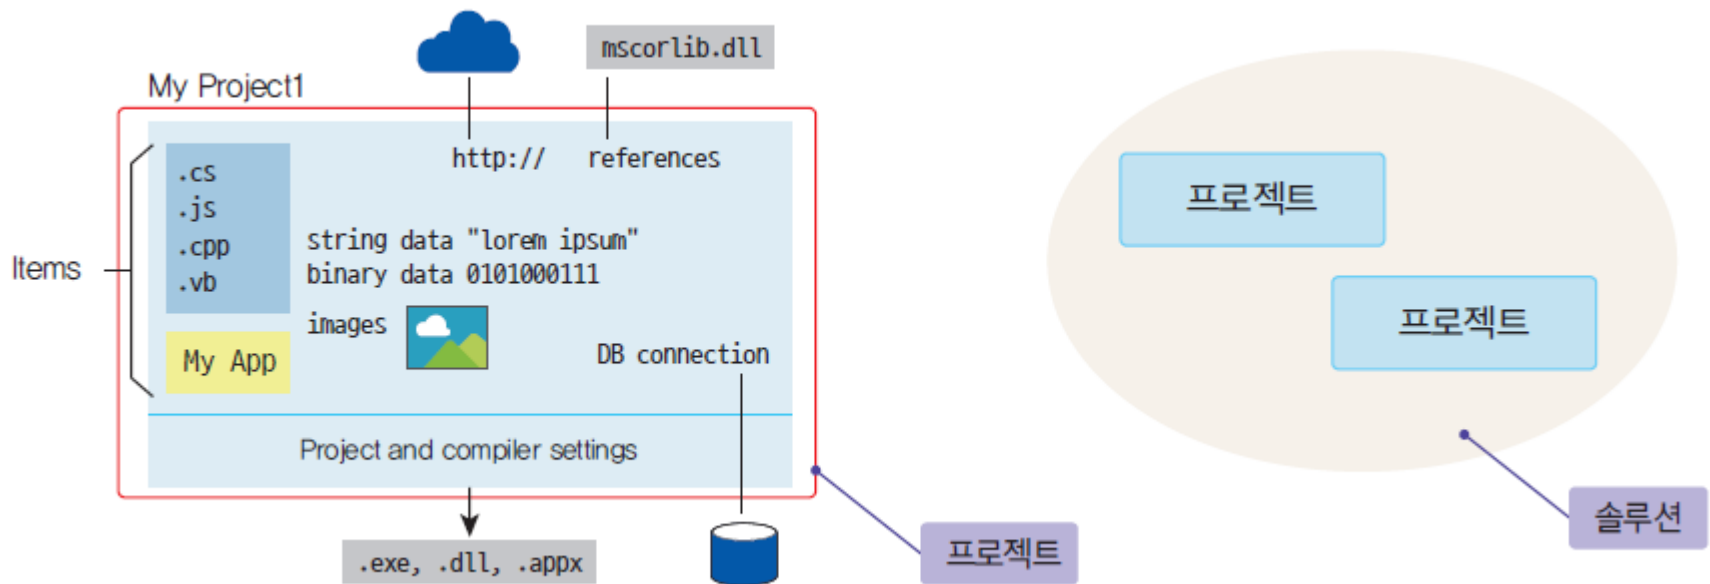 mscorlib.dll
My Project1
http://
references
.cs
.js
.cpp
.vb
Items
string data "lorem ipsum"
binary data 0101000111
images
My App
DB connection
Project and compiler settings
.exe, .dll, .appx
프로젝트
프로젝트
프로젝트
솔루션